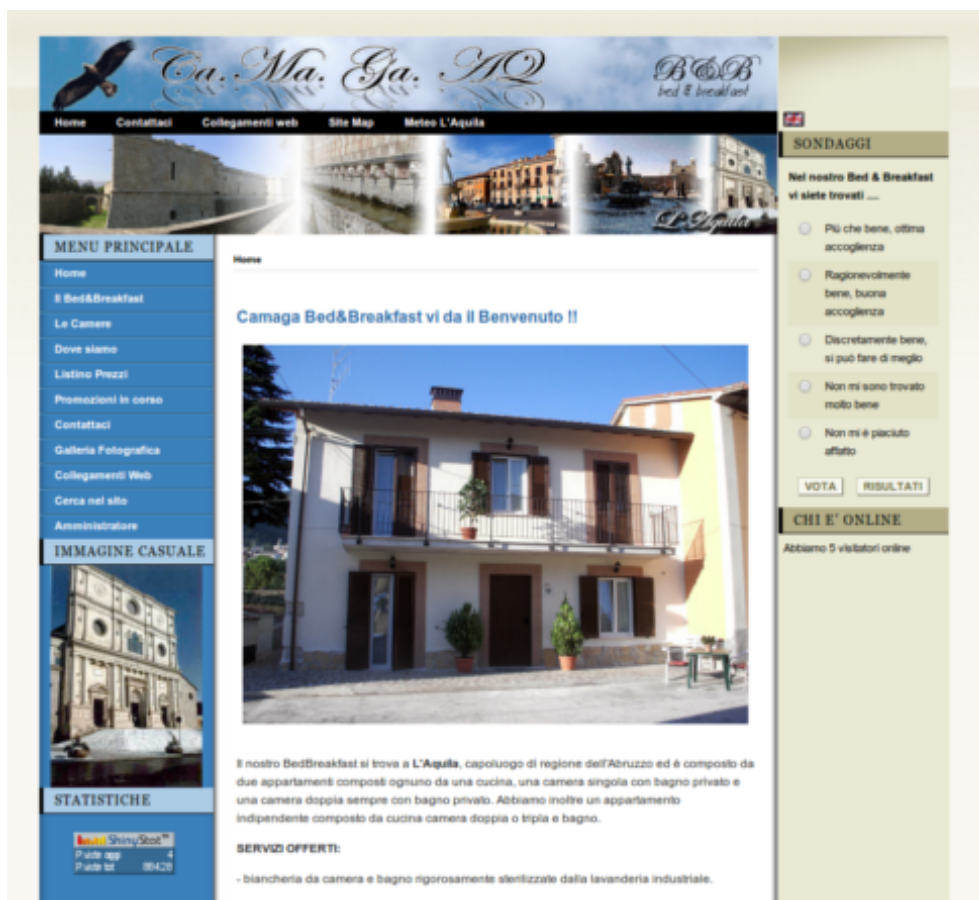 Ca. Ma. Ga. AQ
B&B
bed & breakfast
Home Contattaci Collegamenti web Site Map Meteo L'Aquila
L'Aquila
MENU PRINCIPALE
Home
Il Bed&Breakfast
Le Camere
Dove siamo
Listino Prezzi
Promozioni in corso
Contattaci
Galleria Fotografica
Collegamenti Web
Cerca nel sito
Amministratore
IMMAGINE CASUALE
STATISTICHE
ShinyStat™
P.viste oggi 4
P.viste tot 88428
Home
Camaga Bed&Breakfast vi da il Benvenuto !!
Il nostro BedBreakfast si trova a L'Aquila, capoluogo di regione dell'Abruzzo ed è composto da
due appartamenti composti ognuno da una cucina, una camera singola con bagno privato e
una camera doppia sempre con bagno privato. Abbiamo inoltre un appartamento
indipendente composto da cucina camera doppia o tripla e bagno.
SERVIZI OFFERTI:
- biancheria da camera e bagno rigorosamente sterilizzate dalla lavanderia industriale.
SONDAGGI
Nel nostro Bed & Breakfast
vi siete trovati ....
Più che bene, ottima
accoglienza
Ragionevolmente
bene, buona
accoglienza
Discretamente bene,
si può fare di meglio
Non mi sono trovato
molto bene
Non mi è piaciuto
affatto
VOTA RISULTATI
CHI E' ONLINE
Abbiamo 5 visitatori online